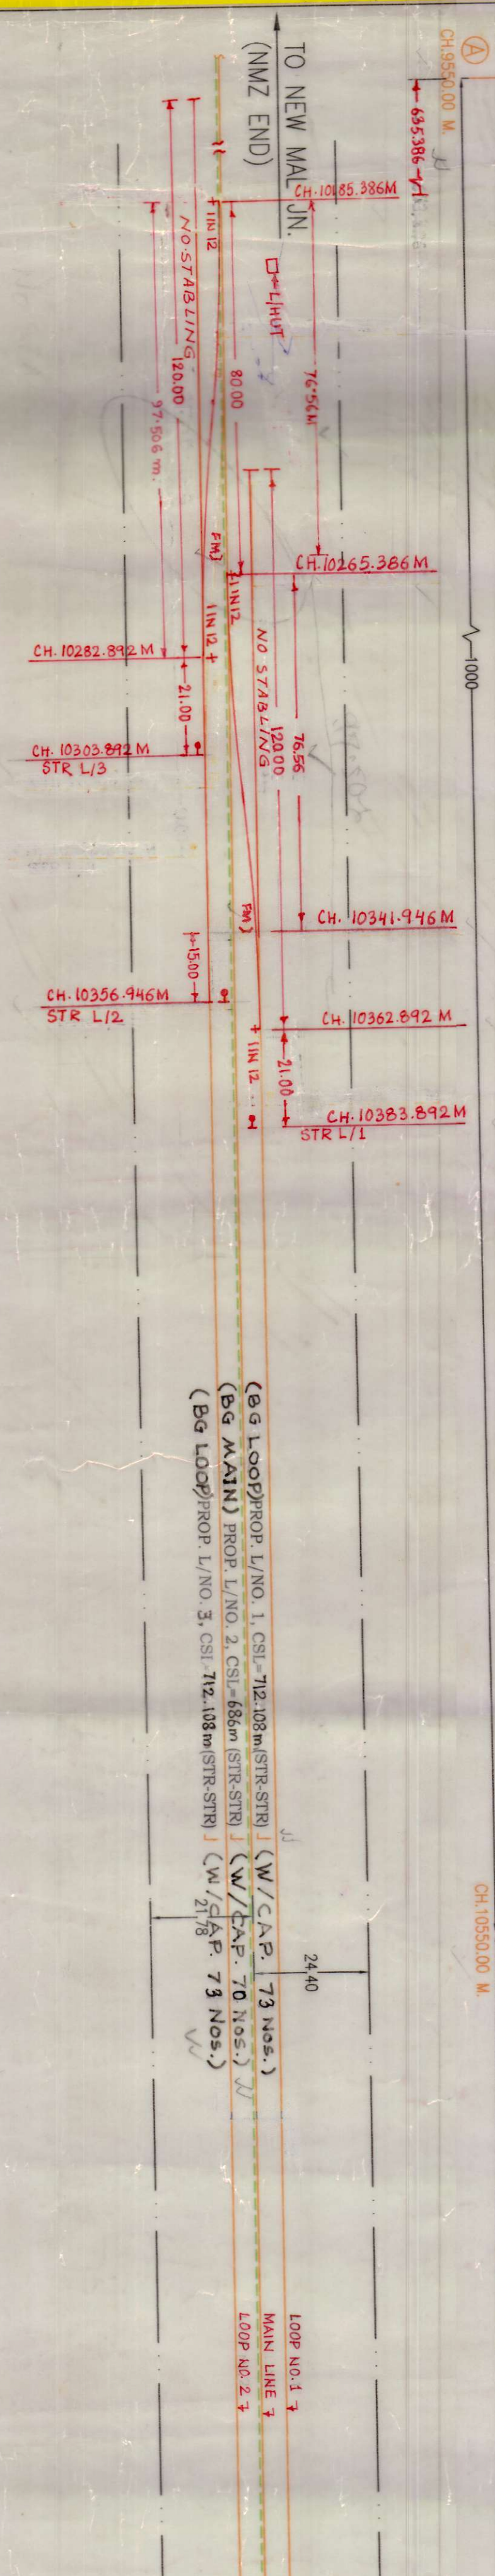 A
CH.9550.00 M.
635.386
TO NEW MAL JN.
(NMZ END)
CH.10185.386M
1 IN 12
L/HUT
NO STABLING
120.00
97.506 m.
80.00
76.56M
1000
FM
CH.10265.386 M
1 IN 12
1 IN 12
CH. 10282.892 M
21.00
NO STABLING
120.00
76.56
CH. 10303.892 M
STR L/3
FM
CH. 10341.946 M
15.00
CH. 10356.946M
STR L/2
CH. 10362.892 M
1 IN 12
21.00
CH. 10383.892 M
STR L/1
(BG LOOP) PROP. L/NO. 1, CSL=712.108m(STR-STR) (W/CAP. 73 Nos.)
(BG MAIN) PROP. L/NO. 2, CSL=686m (STR-STR) (W/CAP. 70 Nos.)
(BG LOOP) PROP. L/NO. 3, CSL=712.108m(STR-STR) (W/CAP. 73 Nos.)
CH.10550.00 M.
24.40
21.78
LOOP NO.1
MAIN LINE
LOOP NO. 2